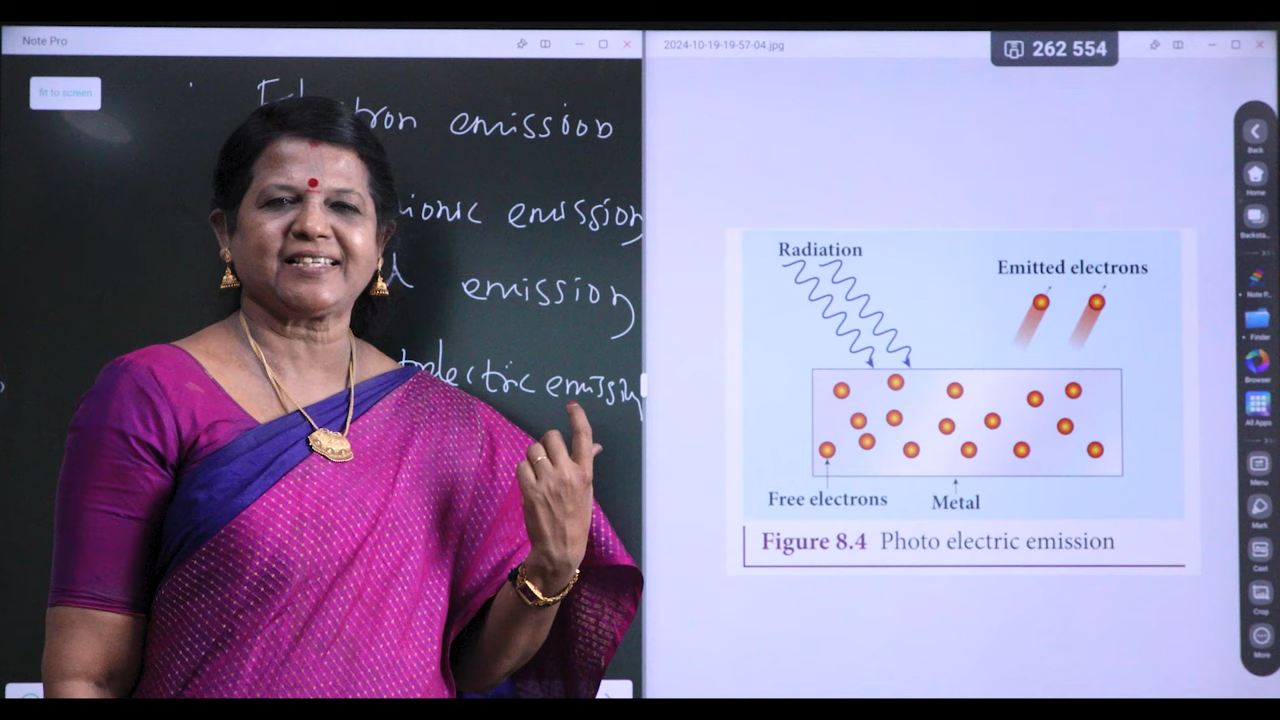 Note Pro
fit to screen
emission
emission
emission
2024-10-19-19-57-04.jpg
262 554
Radiation
Emitted electrons
Free electrons
Metal
Figure 8.4 Photo electric emission
Back
Home
Finder
Browser
All Apps
Menu
Mark
Cast
Crop
More